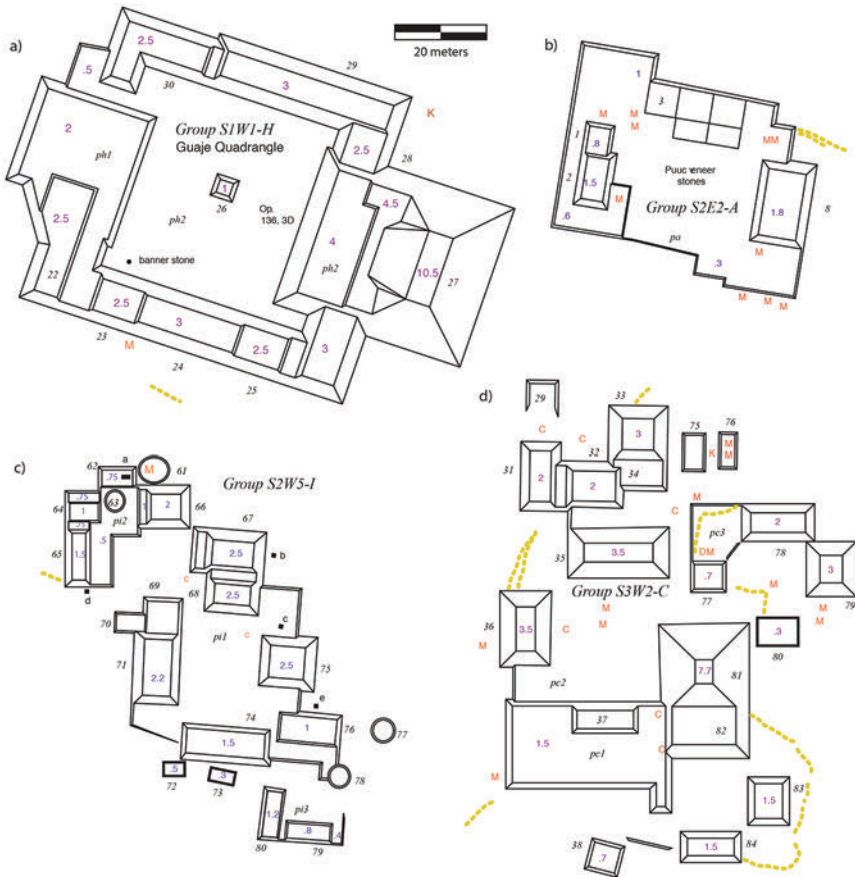 a)
20 meters
b)
2.5
29
.5
3
30
K
Group S1W1-H
Guaje Quadrangle
2
ph1
2.5
28
1
26
Op.
136, 3D
4.5
ph2
4
ph2
10.5
27
2.5
22
banner stone
2.5
23
3
M
24
2.5
25
3
1
3
M
M
M
MM
1
.8
2
1.5
Puuc veneer
stones
M
Group S2E2-A
1.8
8
.6
pa
M
.3
M
M
M
c)
a
62
.75
M
61
Group S2W5-I
.75
64
1
63
1
2
66
pi2
.75
65
1.5
.5
67
2.5
b
d
69
c
68
2.5
c
70
pi1
c
71
2.2
2.5
75
e
74
1
76
77
1.5
.5
72
.3
73
78
1.2
pi3
.8
.4
80
79
d)
29
33
C
C
32
3
75
76
M
M
K
31
2
2
34
M
C
pc3
2
35
3.5
DM
78
.7
77
3
79
Group S3W2-C
M
36
3.5
M
C
M
M
M
M
.3
80
pc2
7.7
81
37
C
1.5
pc1
C
82
M
1.5
83
38
.7
1.5
84